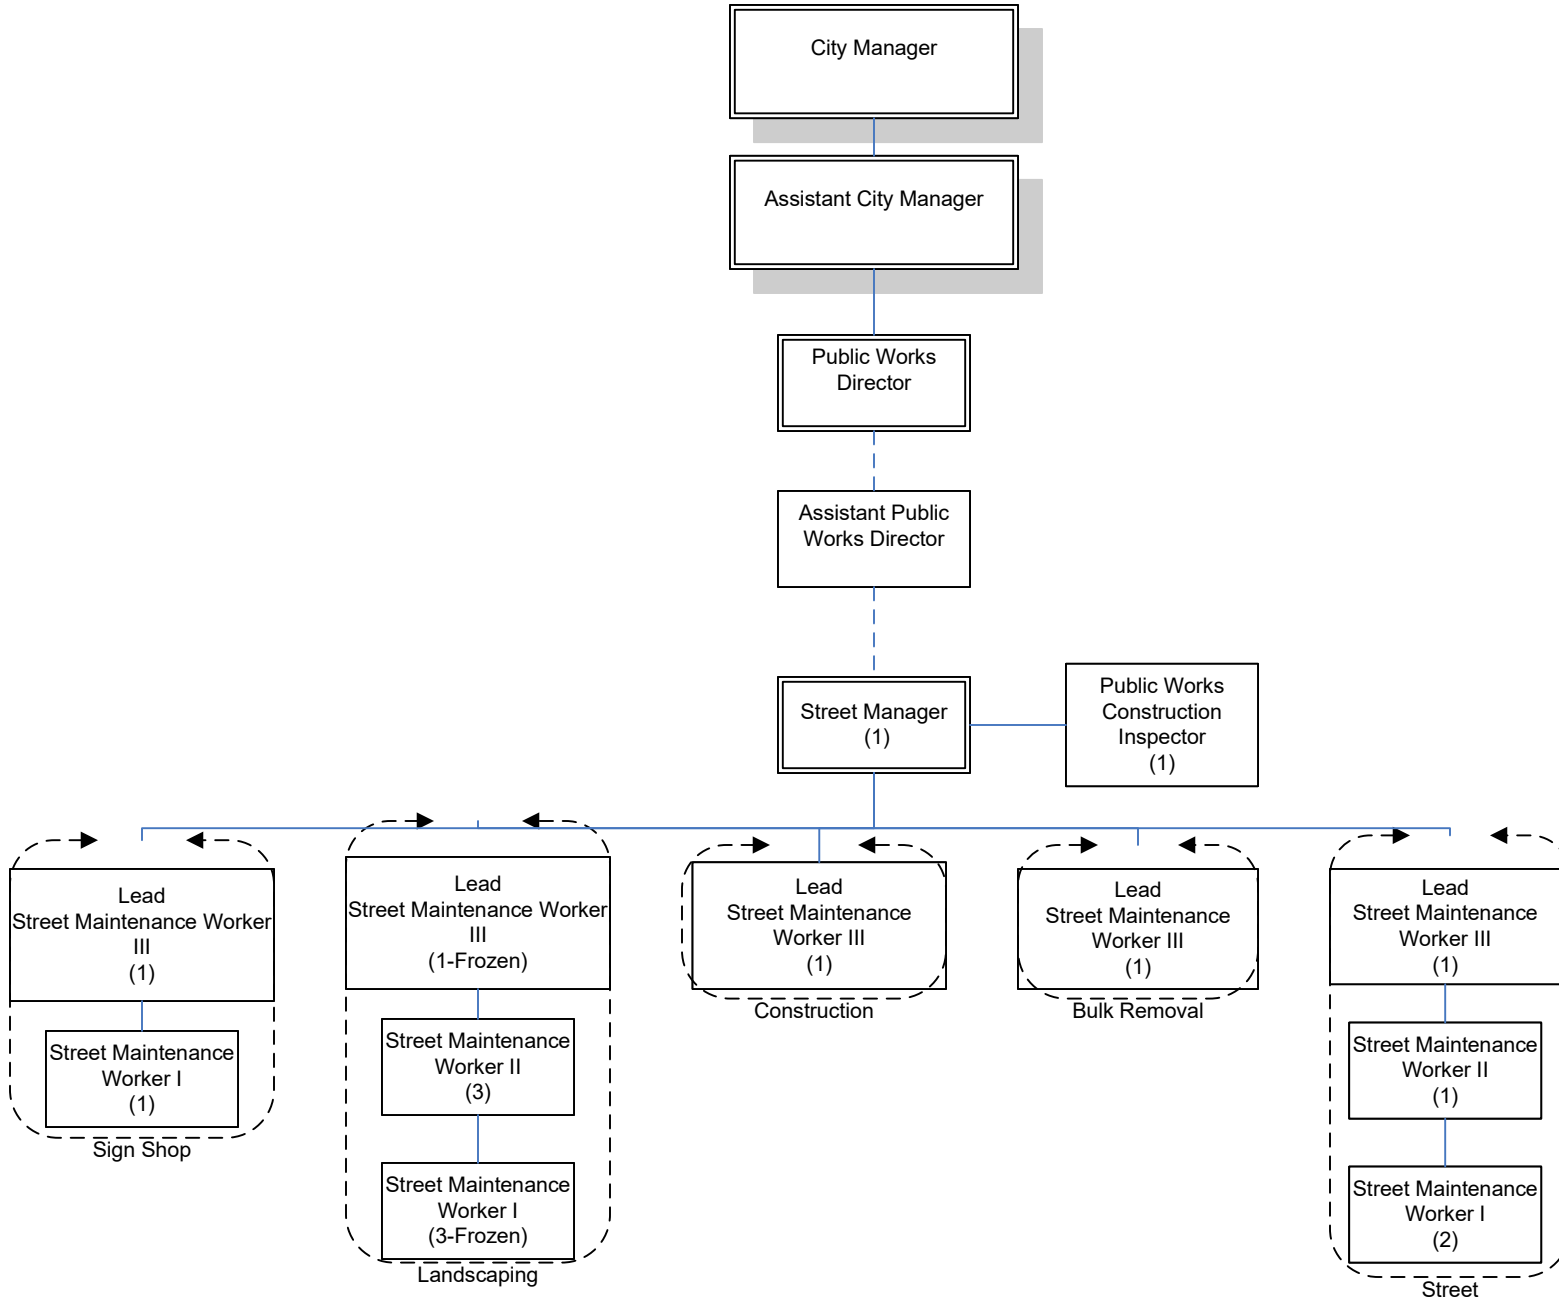 City Manager
Assistant City Manager
Public Works
Director
Assistant Public
Works Director
Street Manager
(1)
Public Works
Construction
Inspector
(1)
Lead
Street Maintenance Worker
III
(1)
Street Maintenance
Worker I
(1)
Sign Shop
Lead
Street Maintenance Worker
III
(1-Frozen)
Street Maintenance
Worker II
(3)
Street Maintenance
Worker I
(3-Frozen)
Landscaping
Lead
Street Maintenance
Worker III
(1)
Construction
Lead
Street Maintenance
Worker III
(1)
Bulk Removal
Lead
Street Maintenance
Worker III
(1)
Street Maintenance
Worker II
(1)
Street Maintenance
Worker I
(2)
Street